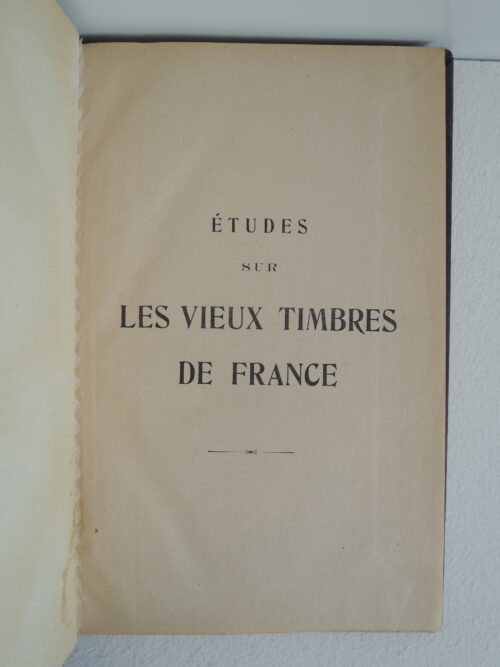 ÉTUDES
SUR
LES VIEUX TIMBRES
DE FRANCE